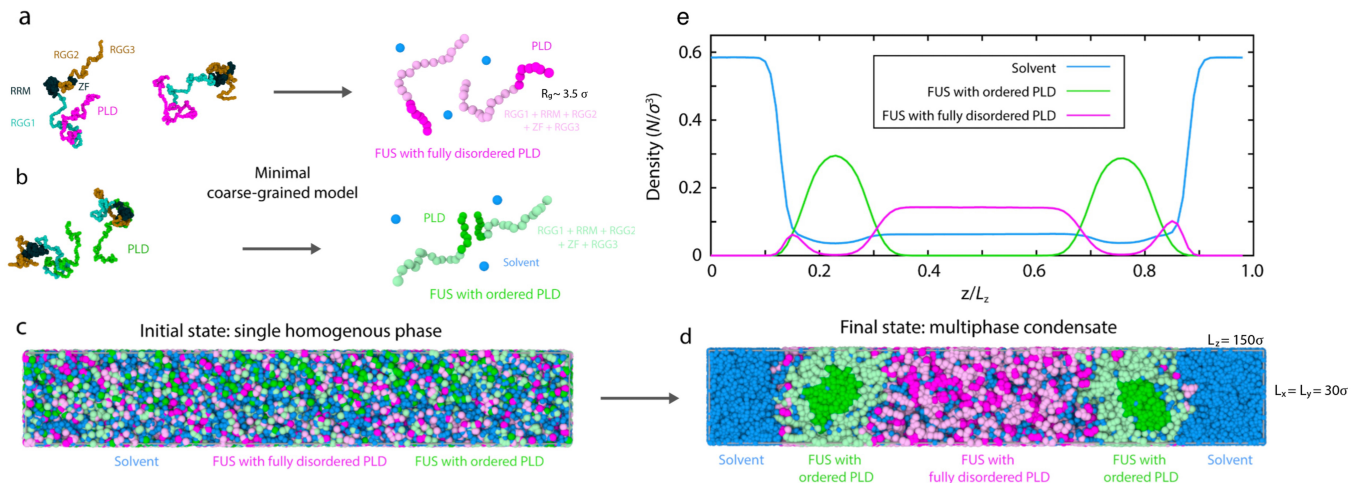 a
RGG2
RGG3
RRM
ZF
PLD
RGG1
PLD
Rg~ 3.5 σ
RGG1 + RRM + RGG2
+ ZF + RGG3
FUS with fully disordered PLD
Minimal
coarse-grained model
b
PLD
PLD
RGG1 + RRM + RGG2
+ ZF + RGG3
Solvent
FUS with ordered PLD
c
Initial state: single homogenous phase
Solvent
FUS with fully disordered PLD
FUS with ordered PLD
e
Density (N/σ³)
0.6
0.4
0.2
0
Solvent
FUS with ordered PLD
FUS with fully disordered PLD
0.0
0.2
0.4
0.6
0.8
1.0
z/Lz
d
Final state: multiphase condensate
Lz = 150σ
Lx = Ly = 30σ
Solvent
FUS with
ordered PLD
FUS with
fully disordered PLD
FUS with
ordered PLD
Solvent